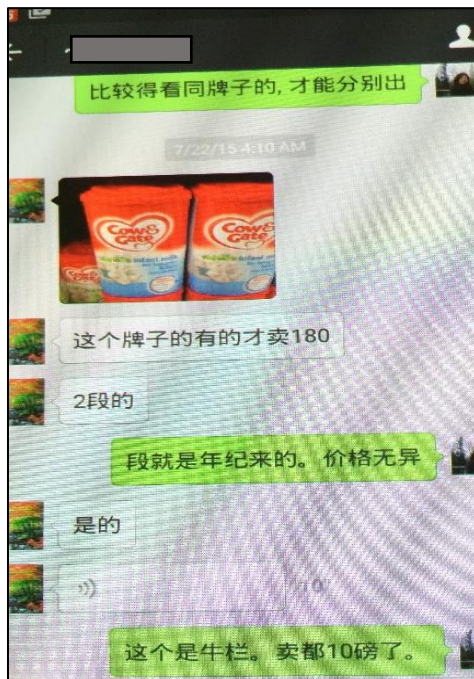 比较得看同牌子的，才能分别出
7/22/15 4:10 AM
Cow&
Gate
Cow&
Gate
infant milk
这个牌子的有的才卖180
2段的
段就是年纪来的。价格无异
是的
10"
这个是牛栏。卖都10磅了。